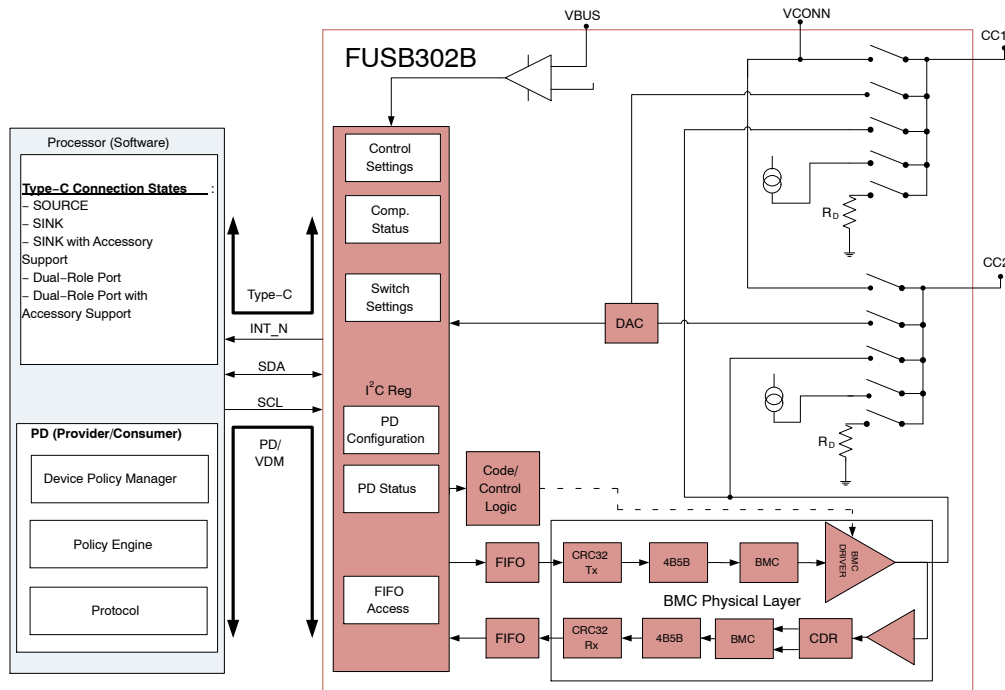 VBUS
VCONN
CC1
FUSB302B
Processor (Software)
Type−C Connection States :
− SOURCE
− SINK
− SINK with Accessory
Support
− Dual−Role Port
− Dual−Role Port with
Accessory Support
Control
Settings
Comp.
Status
Switch
Settings
Type−C
INT_N
SDA
SCL
I2C Reg
RD
CC2
DAC
RD
PD (Provider/Consumer)
Device Policy Manager
Policy Engine
Protocol
PD/
VDM
PD
Configuration
PD Status
Code/
Control
Logic
FIFO
Access
FIFO
CRC32
Tx
4B5B
BMC
BMC
DRIVER
BMC Physical Layer
FIFO
CRC32
Rx
4B5B
BMC
CDR